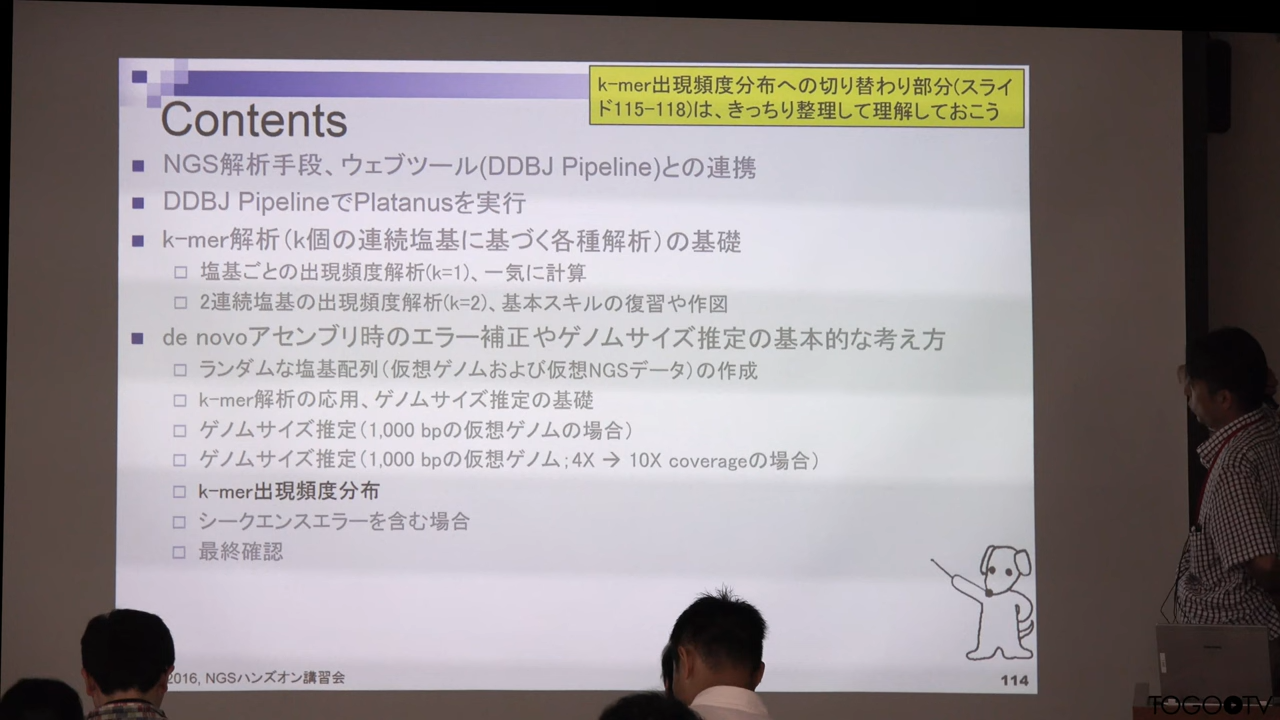 k-mer出現頻度分布への切り替わり部分(スライ
ド115-118)は、きっちり整理して理解しておこう
Contents
NGS解析手段、ウェブツール(DDBJ Pipeline)との連携
DDBJ PipelineでPlatanusを実行
k-mer解析(k個の連続塩基に基づく各種解析)の基礎
塩基ごとの出現頻度解析(k=1)、一気に計算
2連続塩基の出現頻度解析(k=2)、基本スキルの復習や作図
de novoアセンブリ時のエラー補正やゲノムサイズ推定の基本的な考え方
ランダムな塩基配列(仮想ゲノムおよび仮想NGSデータ)の作成
k-mer解析の応用、ゲノムサイズ推定の基礎
ゲノムサイズ推定(1,000 bpの仮想ゲノムの場合)
ゲノムサイズ推定(1,000 bpの仮想ゲノム;4X → 10X coverageの場合)
k-mer出現頻度分布
シークエンスエラーを含む場合
最終確認
2016, NGSハンズオン講習会
114
TOGOTV